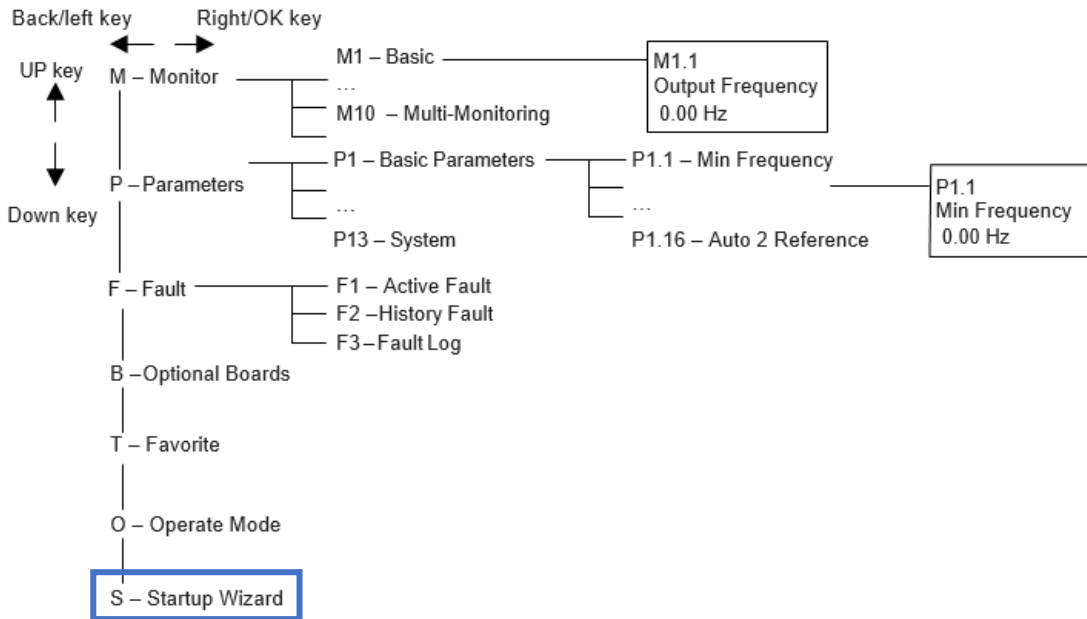 Back/left key
Right/OK key
UP key
Down key
M – Monitor
M1 – Basic
…
M10 – Multi-Monitoring
M1.1
Output Frequency
0.00 Hz
P – Parameters
P1 – Basic Parameters
…
P13 – System
P1.1 – Min Frequency
…
P1.16 – Auto 2 Reference
P1.1
Min Frequency
0.00 Hz
F – Fault
F1 – Active Fault
F2 – History Fault
F3 –Fault Log
B –Optional Boards
T – Favorite
O – Operate Mode
S – Startup Wizard